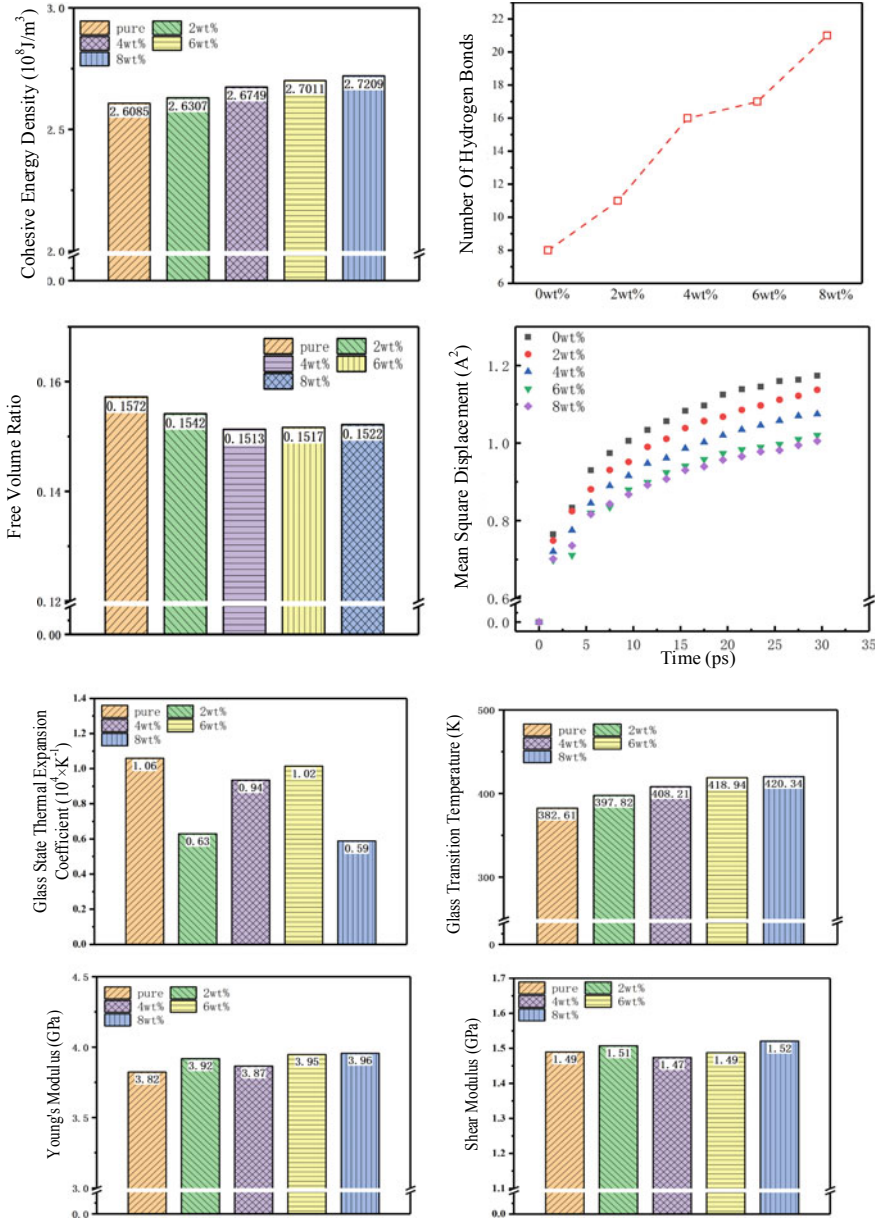 Cohesive Energy Density (10⁸J/m³)
3.0
2.5
2.0
0.0
pure 2wt%
4wt% 6wt%
8wt%
2.6085 2.6307 2.6749 2.7011 2.7209
Number Of Hydrogen Bonds
22
20
18
16
14
12
10
8
6
0wt% 2wt% 4wt% 6wt% 8wt%
Free Volume Ratio
0.16
0.14
0.12
0.00
pure 2wt%
4wt% 6wt%
8wt%
0.1572 0.1542 0.1513 0.1517 0.1522
Mean Square Displacement (A²)
1.2
1.0
0.8
0.6
0.0
0wt%
2wt%
4wt%
6wt%
8wt%
0 5 10 15 20 25 30 35
Time (ps)
Glass State Thermal Expansion
Coefficient (10⁻⁴×K⁻¹)
1.4
1.2
1.0
0.8
0.6
0.4
0.2
0.0
pure 2wt%
4wt% 6wt%
8wt%
1.06 0.63 0.94 1.02 0.59
Glass Transition Temperature (K)
500
400
300
0
pure 2wt%
4wt% 6wt%
8wt%
382.61 397.82 408.21 418.94 420.34
Young's Modulus (GPa)
4.5
4.0
3.5
3.0
0.0
pure 2wt%
4wt% 6wt%
8wt%
3.82 3.92 3.87 3.95 3.96
Shear Modulus (GPa)
1.7
1.6
1.5
1.4
1.3
1.2
1.1
0.0
pure 2wt%
4wt% 6wt%
8wt%
1.49 1.51 1.47 1.49 1.52